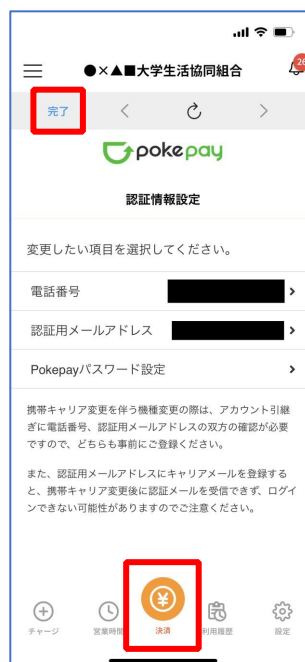 ●×▲■大学生活協同組合
26
完了
pokepay
認証情報設定
変更したい項目を選択してください。
電話番号
認証用メールアドレス
Pokepayパスワード設定
携帯キャリア変更を伴う機種変更の際は、アカウント引継
ぎに電話番号、認証用メールアドレスの双方の確認が必要
ですので、どちらも事前にご登録ください。
また、認証用メールアドレスにキャリアメールを登録する
と、携帯キャリア変更後に認証メールを受信できず、ログイ
ンできない可能性がありますのでご注意ください。
チャージ 営業時間 決済 利用履歴 設定